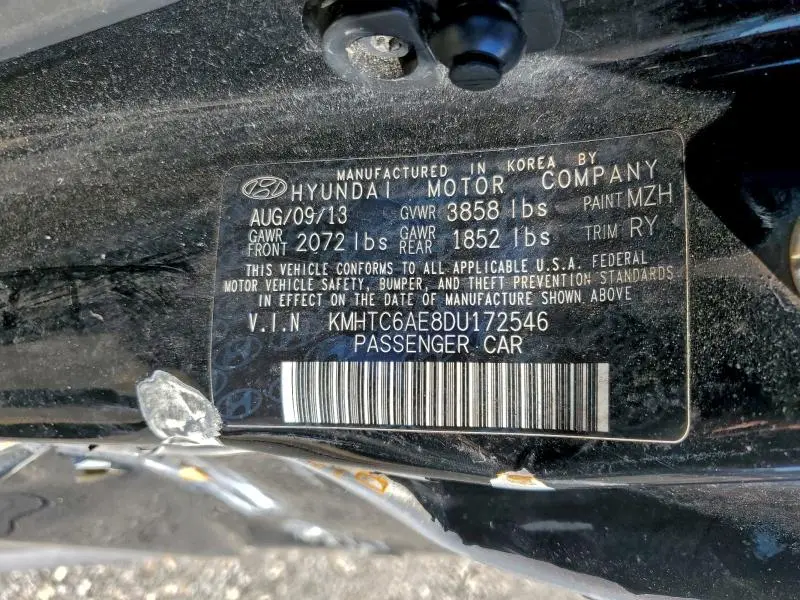 MANUFACTURED IN KOREA BY
HYUNDAI MOTOR COMPANY
AUG/09/13 GVWR 3858 lbs PAINT MZH
GAWR FRONT 2072 lbs GAWR REAR 1852 lbs TRIM RY
THIS VEHICLE CONFORMS TO ALL APPLICABLE U.S.A. FEDERAL
MOTOR VEHICLE SAFETY, BUMPER, AND THEFT PREVENTION STANDARDS
IN EFFECT ON THE DATE OF MANUFACTURE SHOWN ABOVE
V.I.N KMHTC6AE8DU172546
PASSENGER CAR